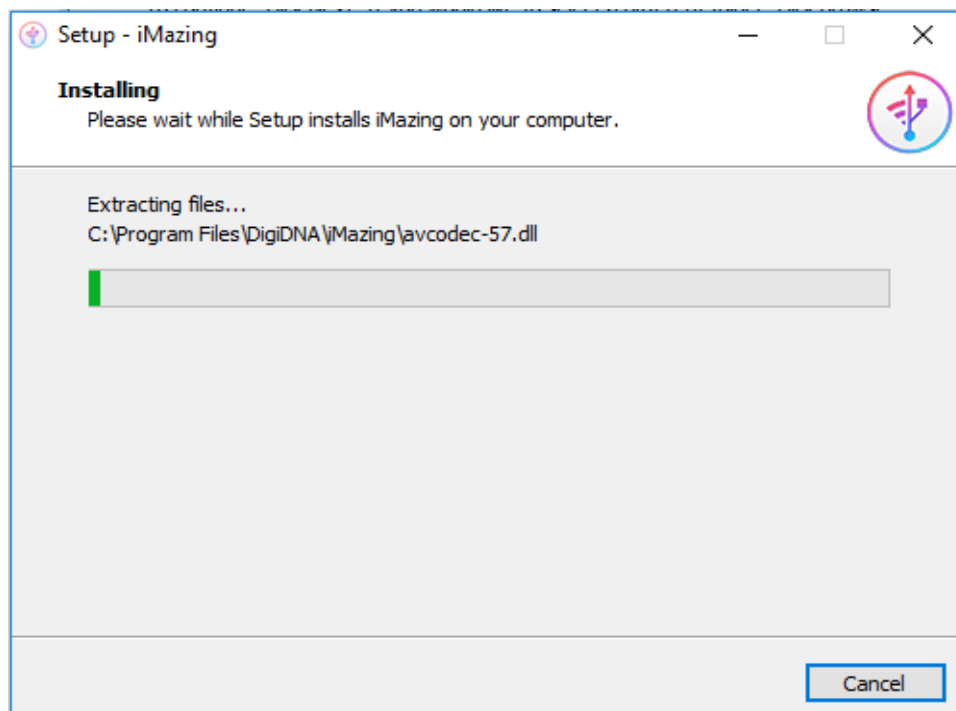 Setup - iMazing
Installing
Please wait while Setup installs iMazing on your computer.
Extracting files...
C:\Program Files\DigiDNA\iMazing\avcodec-57.dll
Cancel